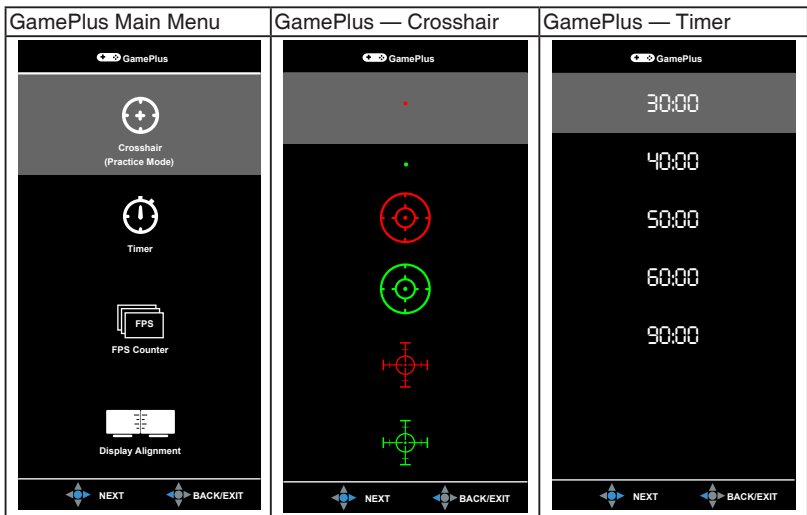 GamePlus Main Menu
GamePlus
Crosshair
(Practice Mode)
Timer
FPS
FPS Counter
Display Alignment
NEXT BACK/EXIT
GamePlus — Crosshair
GamePlus
NEXT BACK/EXIT
GamePlus — Timer
GamePlus
30:00
40:00
50:00
60:00
90:00
NEXT BACK/EXIT